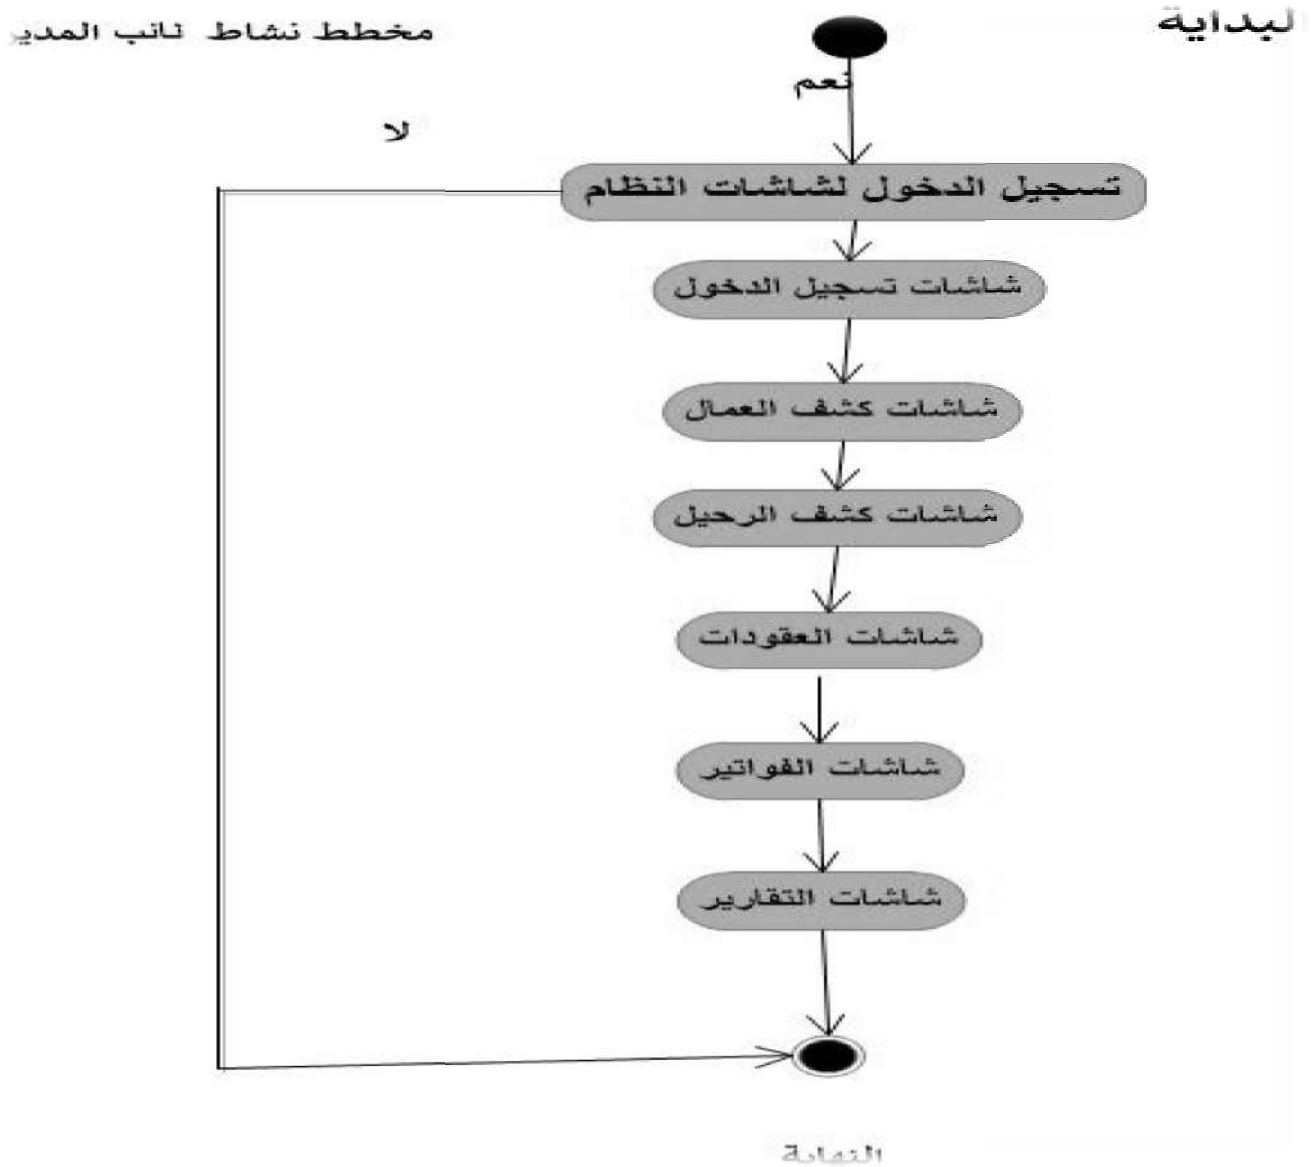 البداية
مخطط نشاط نائب المدير
نعم
لا
تسجيل الدخول لشاشات النظام
شاشات تسجيل الدخول
شاشات كشف العمال
شاشات كشف الرحيل
شاشات العقودات
شاشات الفواتير
شاشات التقارير
النهاية